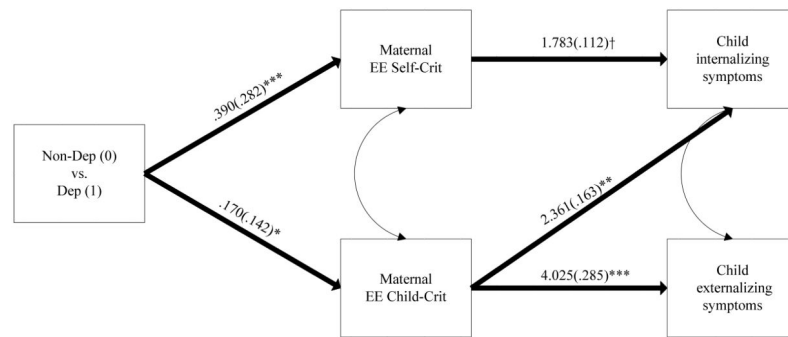 Maternal
EE Self-Crit
1.783(.112)†
Child
internalizing
symptoms
.390(.282)***
Non-Dep (0)
vs.
Dep (1)
.170(.142)*
2.361(.163)**
Maternal
EE Child-Crit
4.025(.285)***
Child
externalizing
symptoms